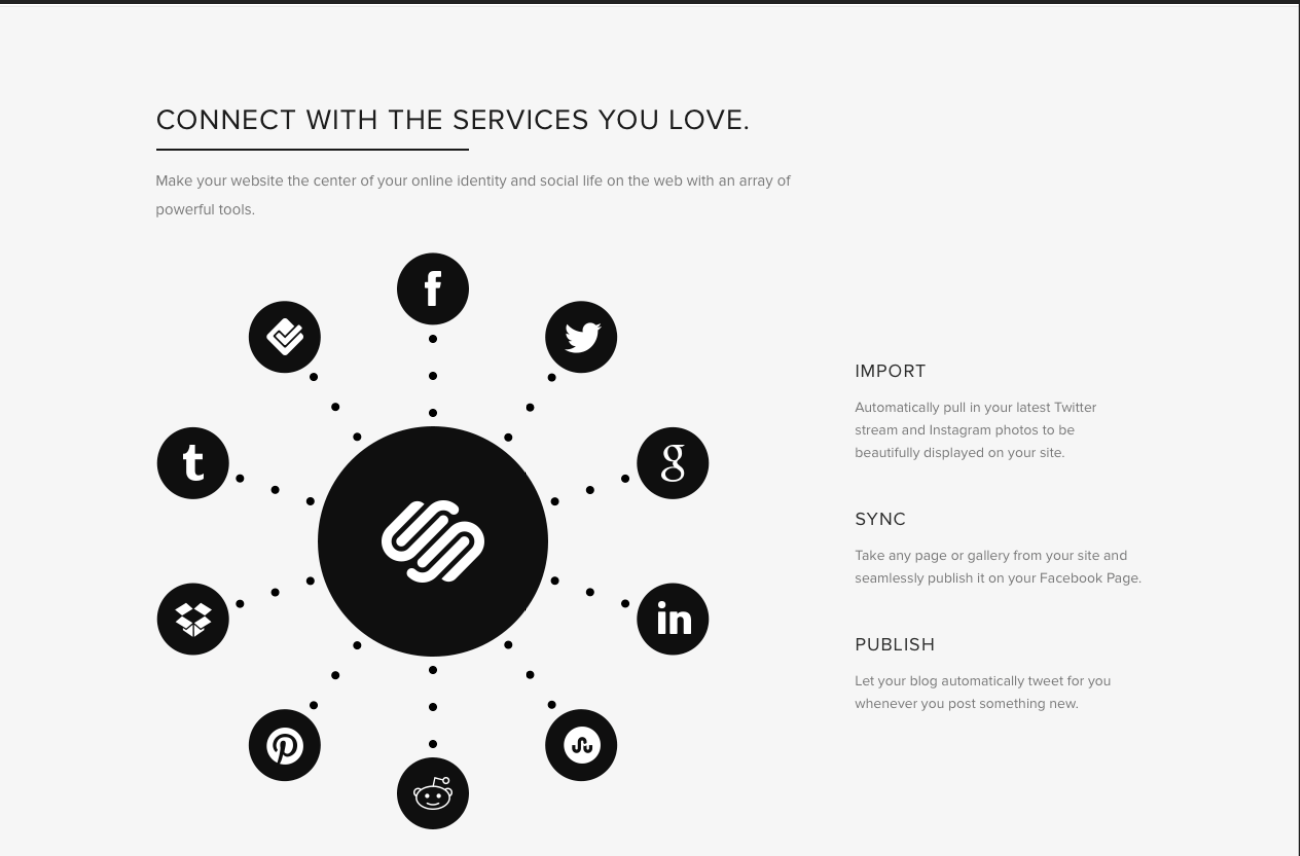 CONNECT WITH THE SERVICES YOU LOVE.
Make your website the center of your online identity and social life on the web with an array of
powerful tools.
f
t
g
in
IMPORT
Automatically pull in your latest Twitter
stream and Instagram photos to be
beautifully displayed on your site.
SYNC
Take any page or gallery from your site and
seamlessly publish it on your Facebook Page.
PUBLISH
Let your blog automatically tweet for you
whenever you post something new.